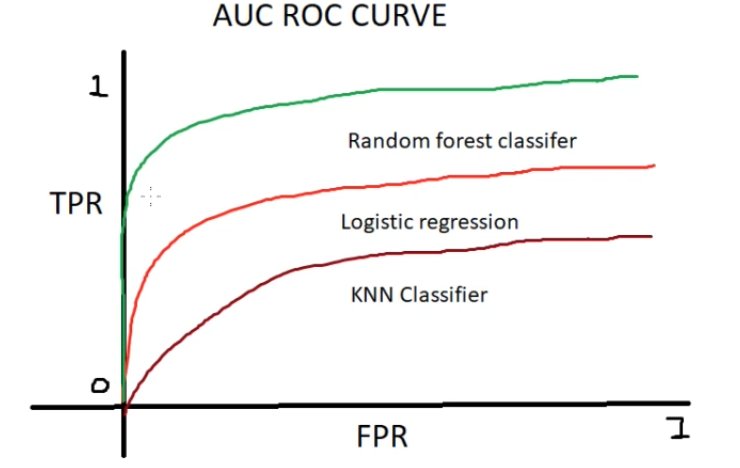 AUC ROC CURVE
1
Random forest classifer
TPR
Logistic regression
KNN Classifier
0
FPR
1